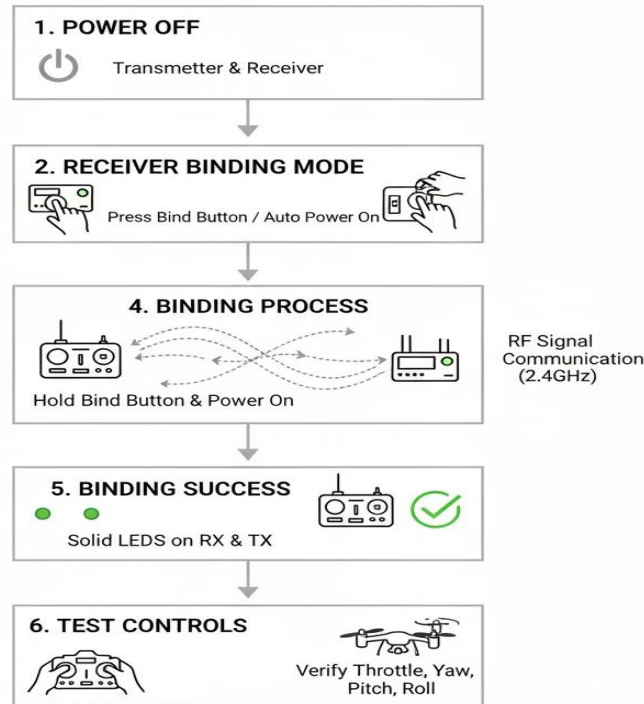 1. POWER OFF
Transmetter & Receiver
2. RECEIVER BINDING MODE
Press Bind Button / Auto Power On
4. BINDING PROCESS
Hold Bind Button & Power On
RF Signal
Communication
(2.4GHz)
5. BINDING SUCCESS
Solid LEDS on RX & TX
6. TEST CONTROLS
Verify Throttle, Yaw,
Pitch, Roll